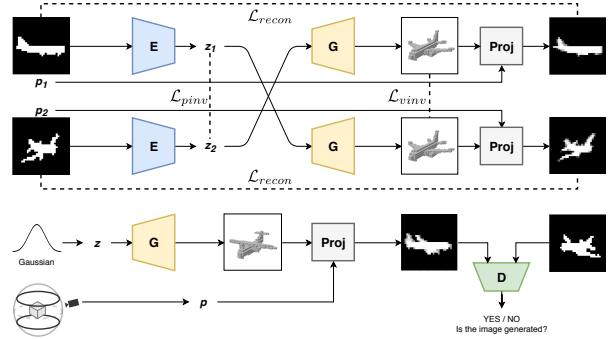 L_recon
E
z1
G
Proj
p1
L_pinv
L_vinv
p2
E
z2
G
Proj
L_recon
Gaussian
z
G
Proj
D
p
YES / NO
Is the image generated?